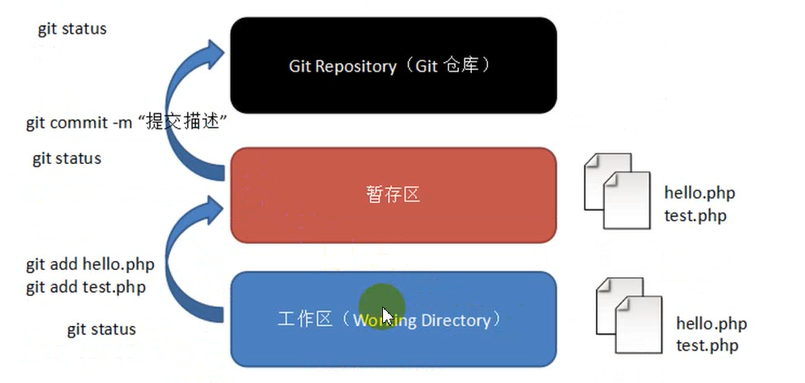 git status
Git Repository（Git 仓库）
git commit -m “提交描述”
git status
暂存区
hello.php
test.php
git add hello.php
git add test.php
git status
工作区（Working Directory）
hello.php
test.php